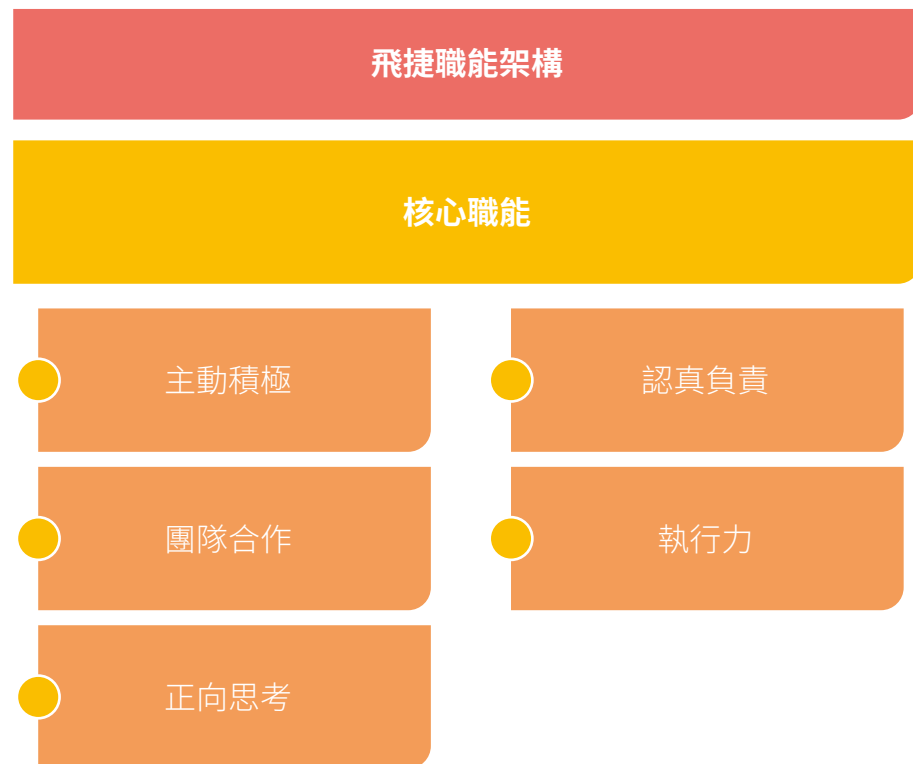 飛捷職能架構
核心職能
主動積極
認真負責
團隊合作
執行力
正向思考